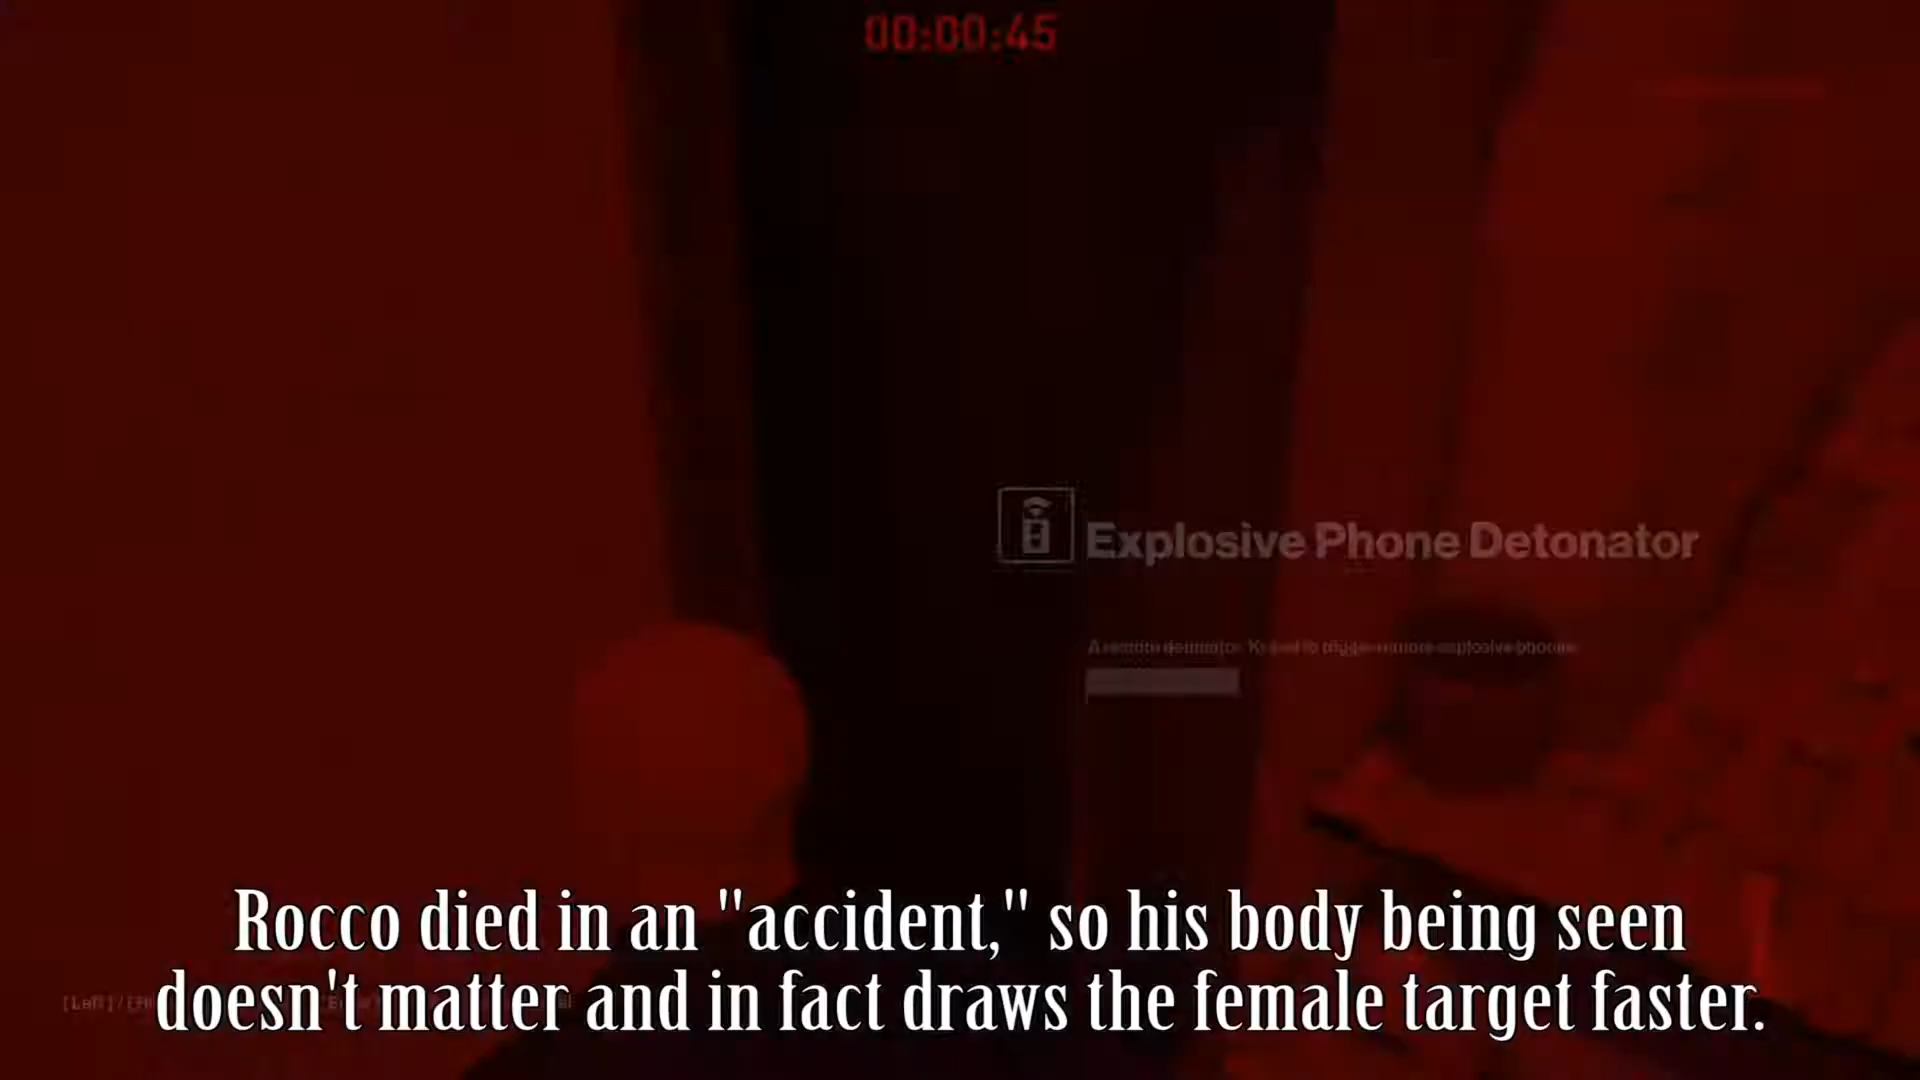 00:00:45
Explosive Phone Detonator
Rocco died in an "accident," so his body being seen
doesn't matter and in fact draws the female target faster.